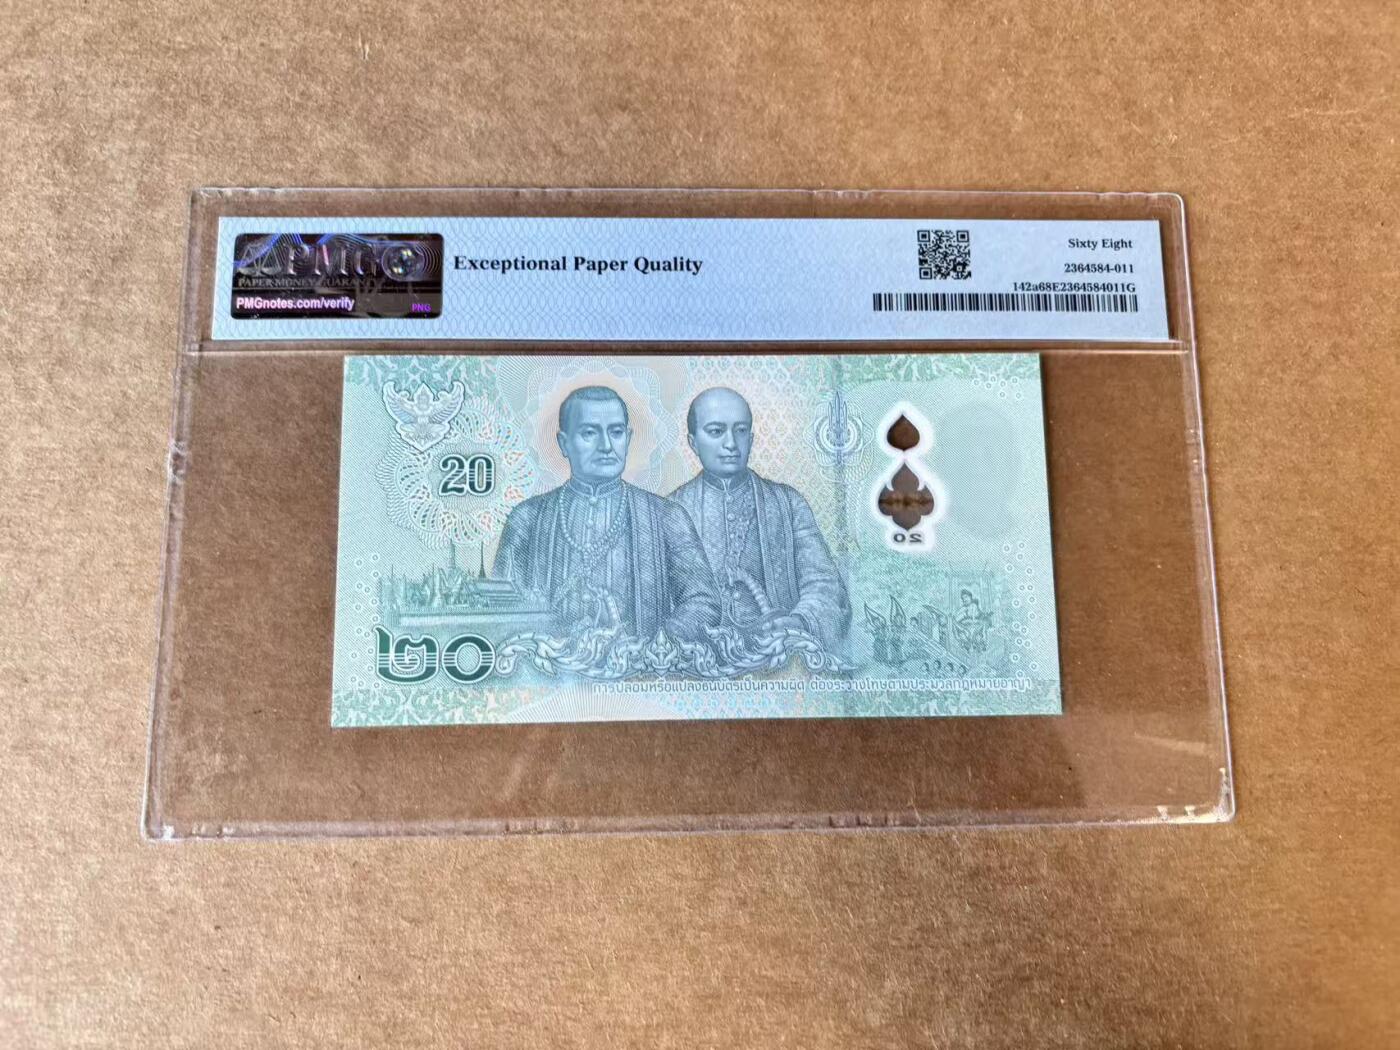 PMG
PAPER MONEY GUARANTY
PMGnotes.com/verify
PNG
Exceptional Paper Quality
Sixty Eight
2364584-011
142a68E2364584011G
20
20
๒๐
การปลอมหรือแปลงธนบัตรเป็นความผิด ต้องระวางโทษตามประมวลกฎหมายอาญา